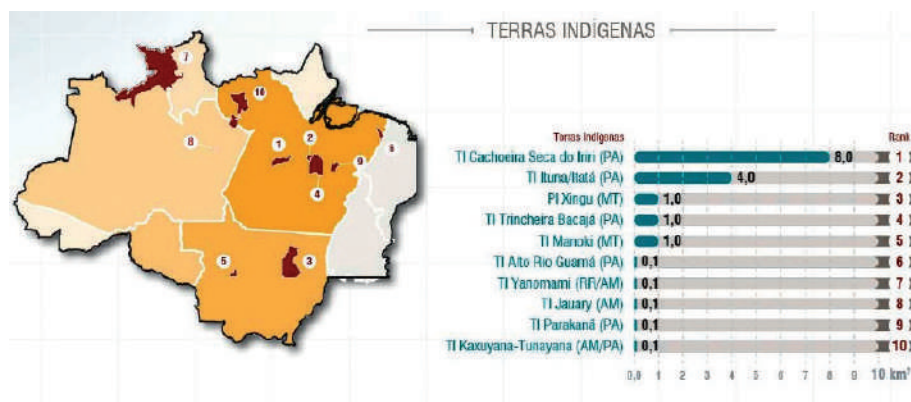 TERRAS INDÍGENAS
Terras Indígenas Rank
TI Cachoeira Seca do Iriri (PA) 8,0 1
TI Ituna/Itatá (PA) 4,0 2
PI Xingu (MT) 1,0 3
TI Trincheira Bacajá (PA) 1,0 4
TI Manoki (MT) 1,0 5
TI Alto Rio Guamá (PA) 0,1 6
TI Yanomami (RR/AM) 0,1 7
TI Jauary (AM) 0,1 8
TI Parakanã (PA) 0,1 9
TI Kaxuyana-Tunayana (AM/PA) 0,1 10
0,0 1 2 3 4 5 6 7 8 9 10 km²
7
10
8
1
2
9
6
4
5
3